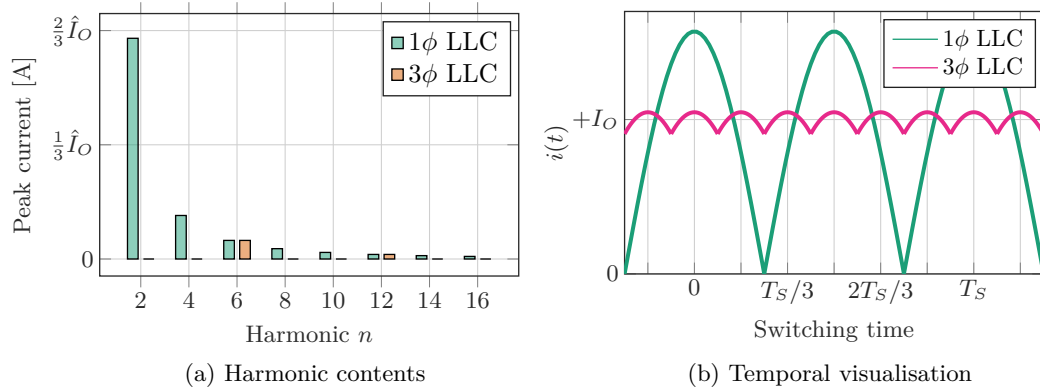 2/3 Î_O
1/3 Î_O
0
Peak current [A]
1ϕ LLC
3ϕ LLC
2 4 6 8 10 12 14 16
Harmonic n
(a) Harmonic contents
+I_O
0
i(t)
1ϕ LLC
3ϕ LLC
0 T_S/3 2T_S/3 T_S
Switching time
(b) Temporal visualisation